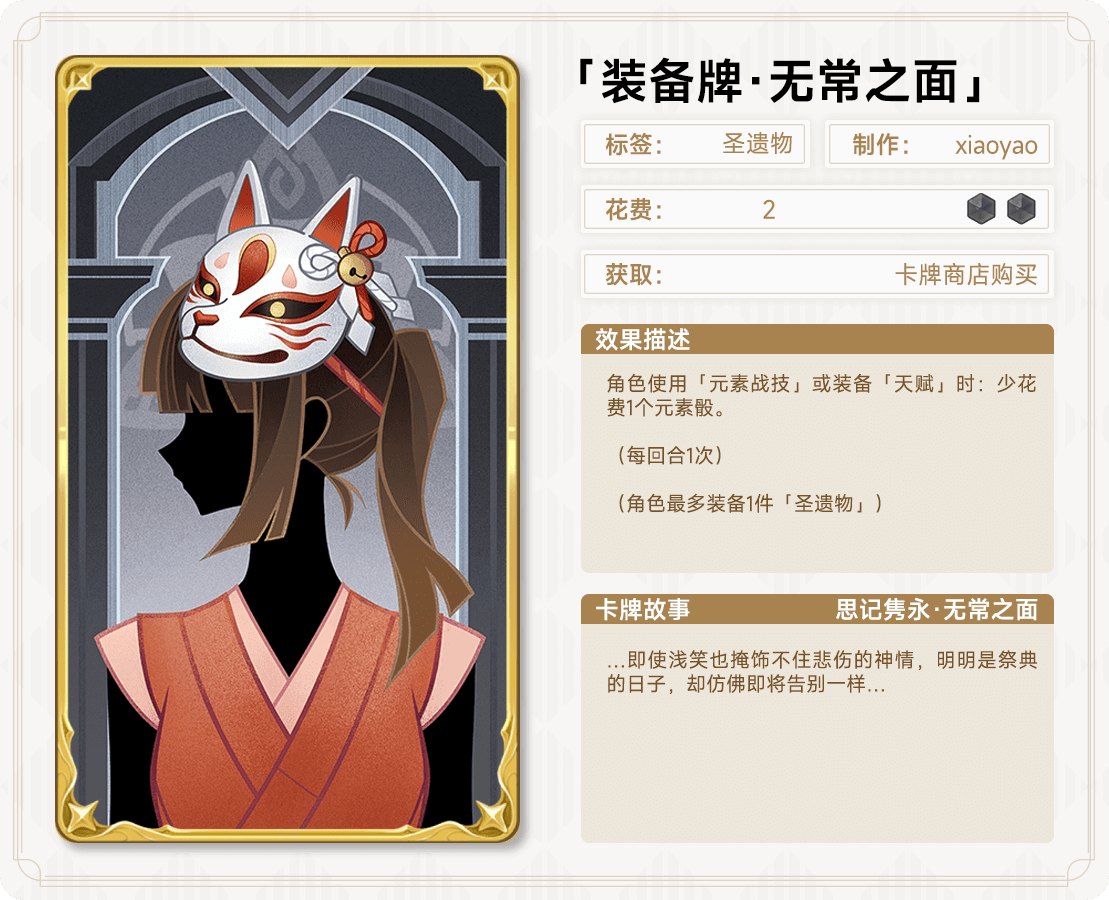 「装备牌·无常之面」
标签： 圣遗物 制作： xiaoyao
花费： 2
获取： 卡牌商店购买
效果描述
角色使用「元素战技」或装备「天赋」时：少花
费1个元素骰。
（每回合1次）
（角色最多装备1件「圣遗物」）
卡牌故事 思记隽永·无常之面
...即使浅笑也掩饰不住悲伤的神情，明明是祭典
的日子，却仿佛即将告别一样...